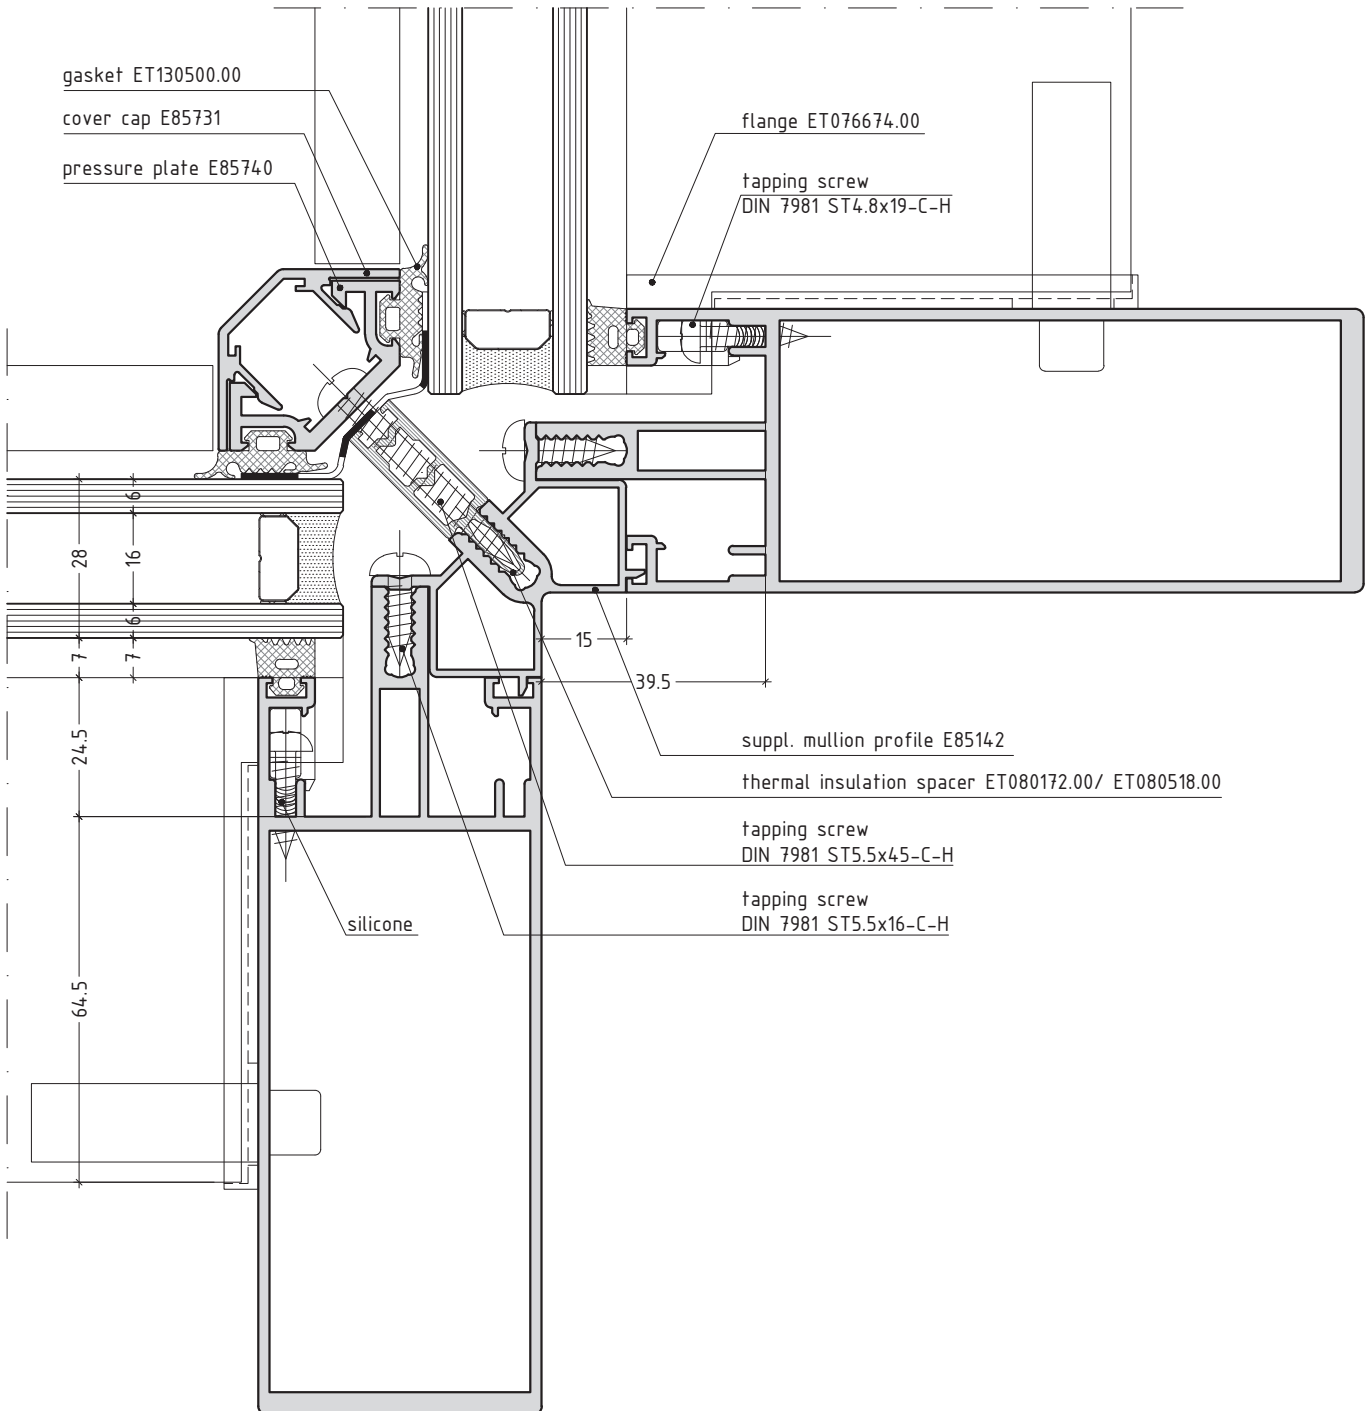 gasket ET130500.00
cover cap E85731
pressure plate E85740
flange ET076674.00
tapping screw
DIN 7981 ST4.8x19-C-H
6
28
16
6
7
7
15
39.5
24.5
suppl. mullion profile E85142
thermal insulation spacer ET080172.00/ ET080518.00
tapping screw
DIN 7981 ST5.5x45-C-H
tapping screw
DIN 7981 ST5.5x16-C-H
silicone
64.5